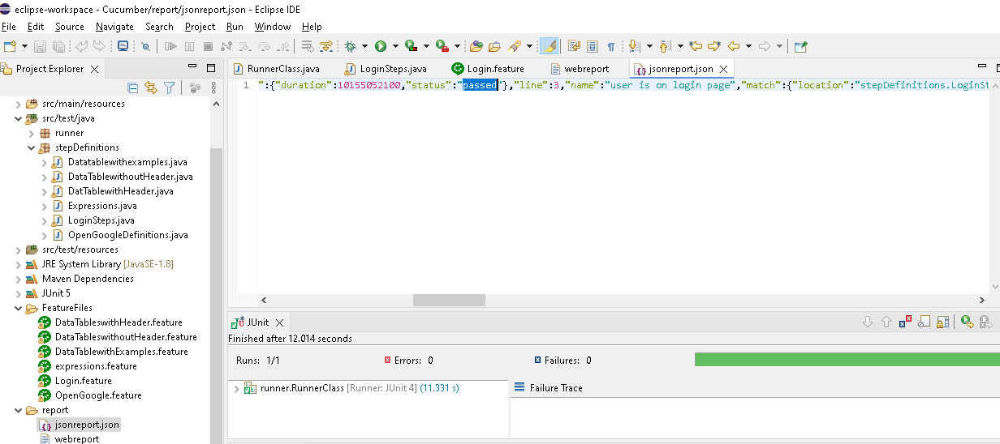 eclipse-workspace - Cucumber/report/jsonreport.json - Eclipse IDE
File Edit Source Navigate Search Project Run Window Help
Project Explorer
src/main/resources
src/test/java
runner
stepDefinitions
Datatablewithexamples.java
DataTablewithoutHeader.java
DatTablewithHeader.java
Expressions.java
LoginSteps.java
OpenGoogleDefinitions.java
src/test/resources
JRE System Library [JavaSE-1.8]
Maven Dependencies
JUnit 5
FeatureFiles
DataTableswithHeader.feature
DataTableswithoutHeader.feature
DataTablewithExamples.feature
expressions.feature
Login.feature
OpenGoogle.feature
report
jsonreport.json
webreport
RunnerClass.java LoginSteps.java Login.feature webreport jsonreport.json
1 ":{"duration":10155052100,"status":"passed"},"line":3,"name":"user is on login page","match":{"location":"stepDefinitions.LoginSt
JUnit
Finished after 12.014 seconds
Runs: 1/1 Errors: 0 Failures: 0
runner.RunnerClass [Runner: JUnit 4] (11.331 s)
Failure Trace